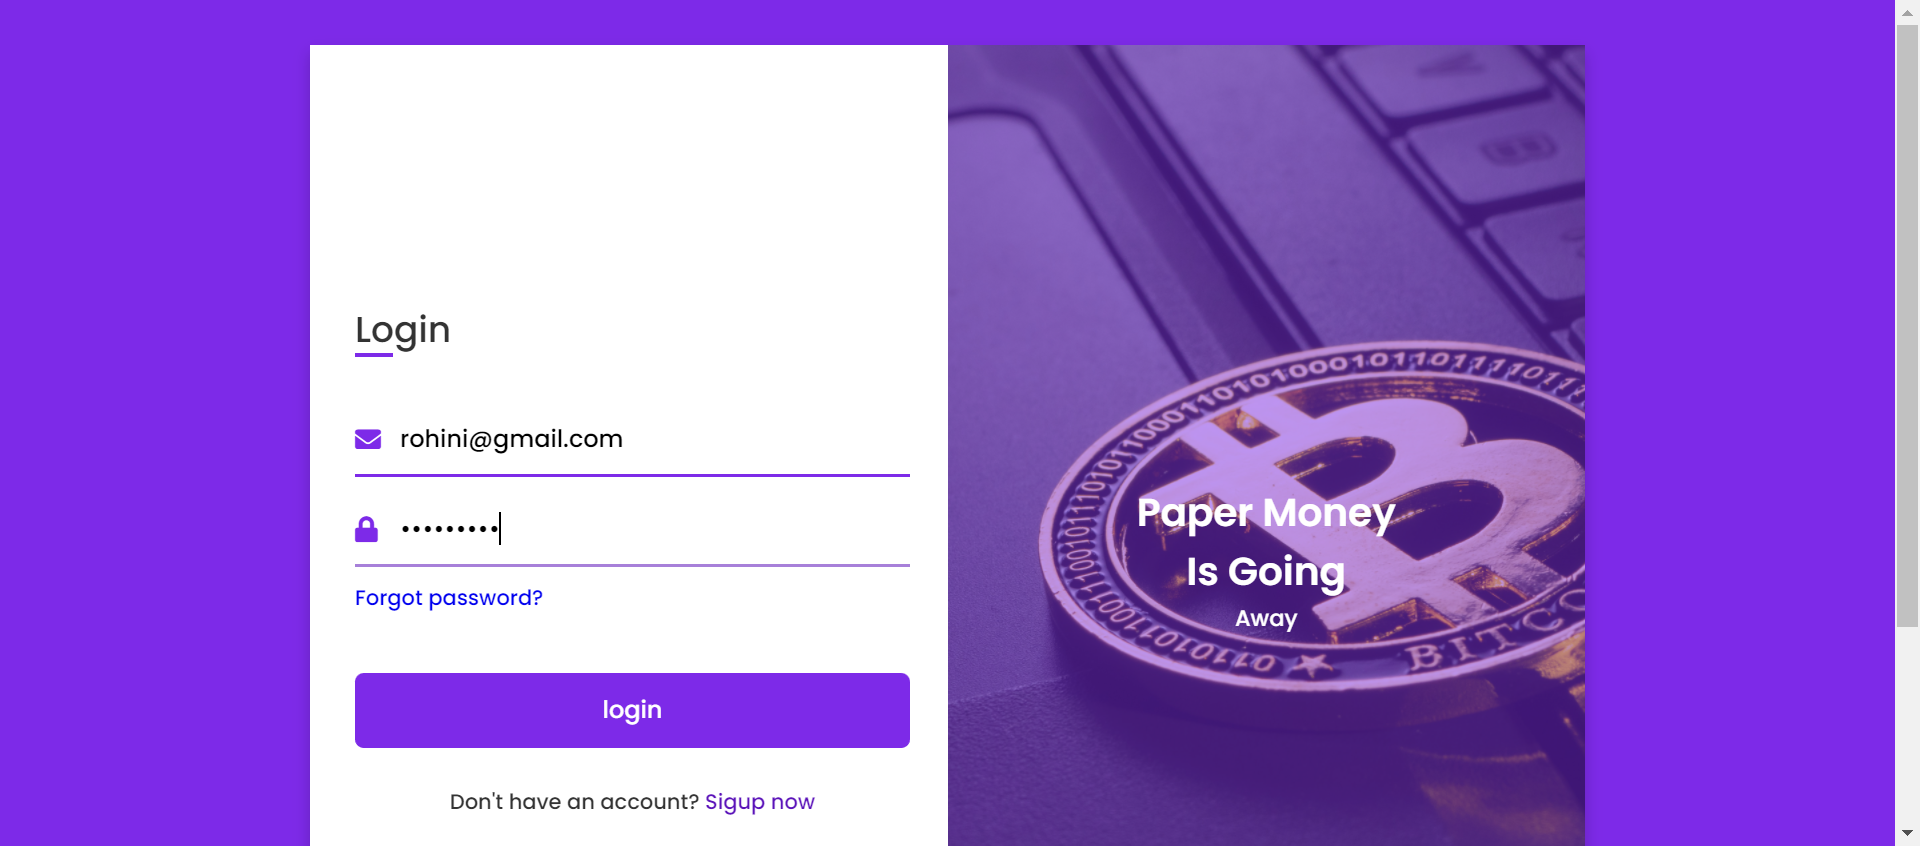 Login
rohini@gmail.com
•••••••••
Forgot password?
login
Don't have an account? Sigup now
Paper Money
Is Going
Away
BITCO